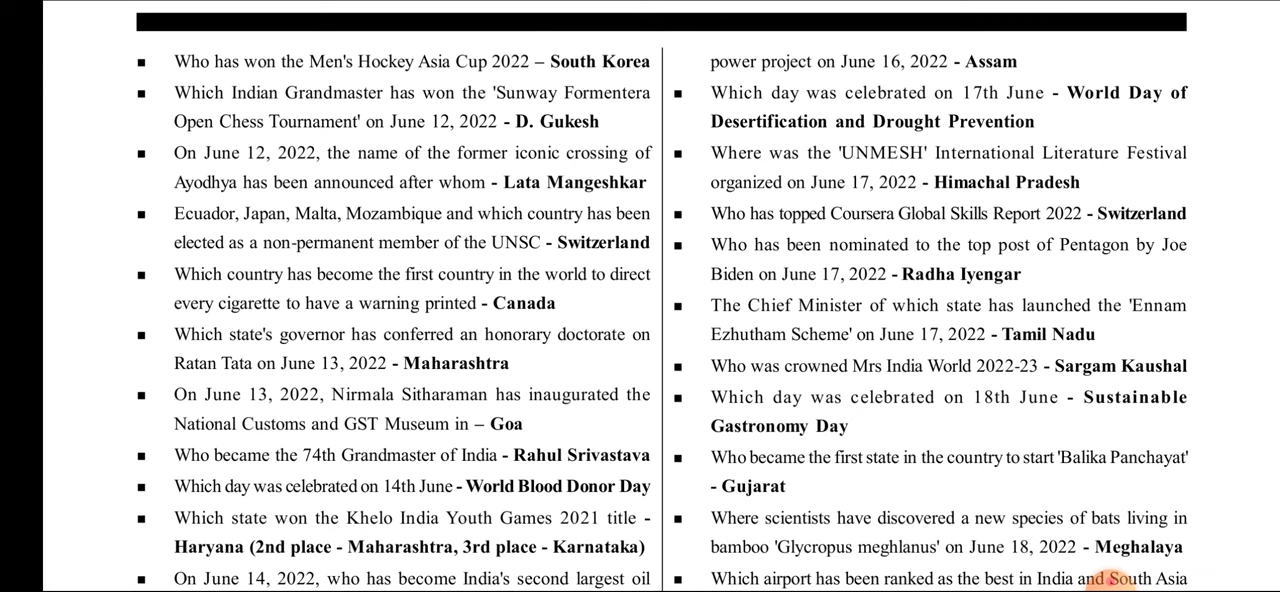 Who has won the Men's Hockey Asia Cup 2022 – South Korea
Which Indian Grandmaster has won the 'Sunway Formentera
Open Chess Tournament' on June 12, 2022 - D. Gukesh
On June 12, 2022, the name of the former iconic crossing of
Ayodhya has been announced after whom - Lata Mangeshkar
Ecuador, Japan, Malta, Mozambique and which country has been
elected as a non-permanent member of the UNSC - Switzerland
Which country has become the first country in the world to direct
every cigarette to have a warning printed - Canada
Which state's governor has conferred an honorary doctorate on
Ratan Tata on June 13, 2022 - Maharashtra
On June 13, 2022, Nirmala Sitharaman has inaugurated the
National Customs and GST Museum in – Goa
Who became the 74th Grandmaster of India - Rahul Srivastava
Which day was celebrated on 14th June - World Blood Donor Day
Which state won the Khelo India Youth Games 2021 title -
Haryana (2nd place - Maharashtra, 3rd place - Karnataka)
On June 14, 2022, who has become India's second largest oil
power project on June 16, 2022 - Assam
Which day was celebrated on 17th June - World Day of
Desertification and Drought Prevention
Where was the 'UNMESH' International Literature Festival
organized on June 17, 2022 - Himachal Pradesh
Who has topped Coursera Global Skills Report 2022 - Switzerland
Who has been nominated to the top post of Pentagon by Joe
Biden on June 17, 2022 - Radha Iyengar
The Chief Minister of which state has launched the 'Ennam
Ezhutham Scheme' on June 17, 2022 - Tamil Nadu
Who was crowned Mrs India World 2022-23 - Sargam Kaushal
Which day was celebrated on 18th June - Sustainable
Gastronomy Day
Who became the first state in the country to start 'Balika Panchayat'
- Gujarat
Where scientists have discovered a new species of bats living in
bamboo 'Glycropus meghlanus' on June 18, 2022 - Meghalaya
Which airport has been ranked as the best in India and South Asia